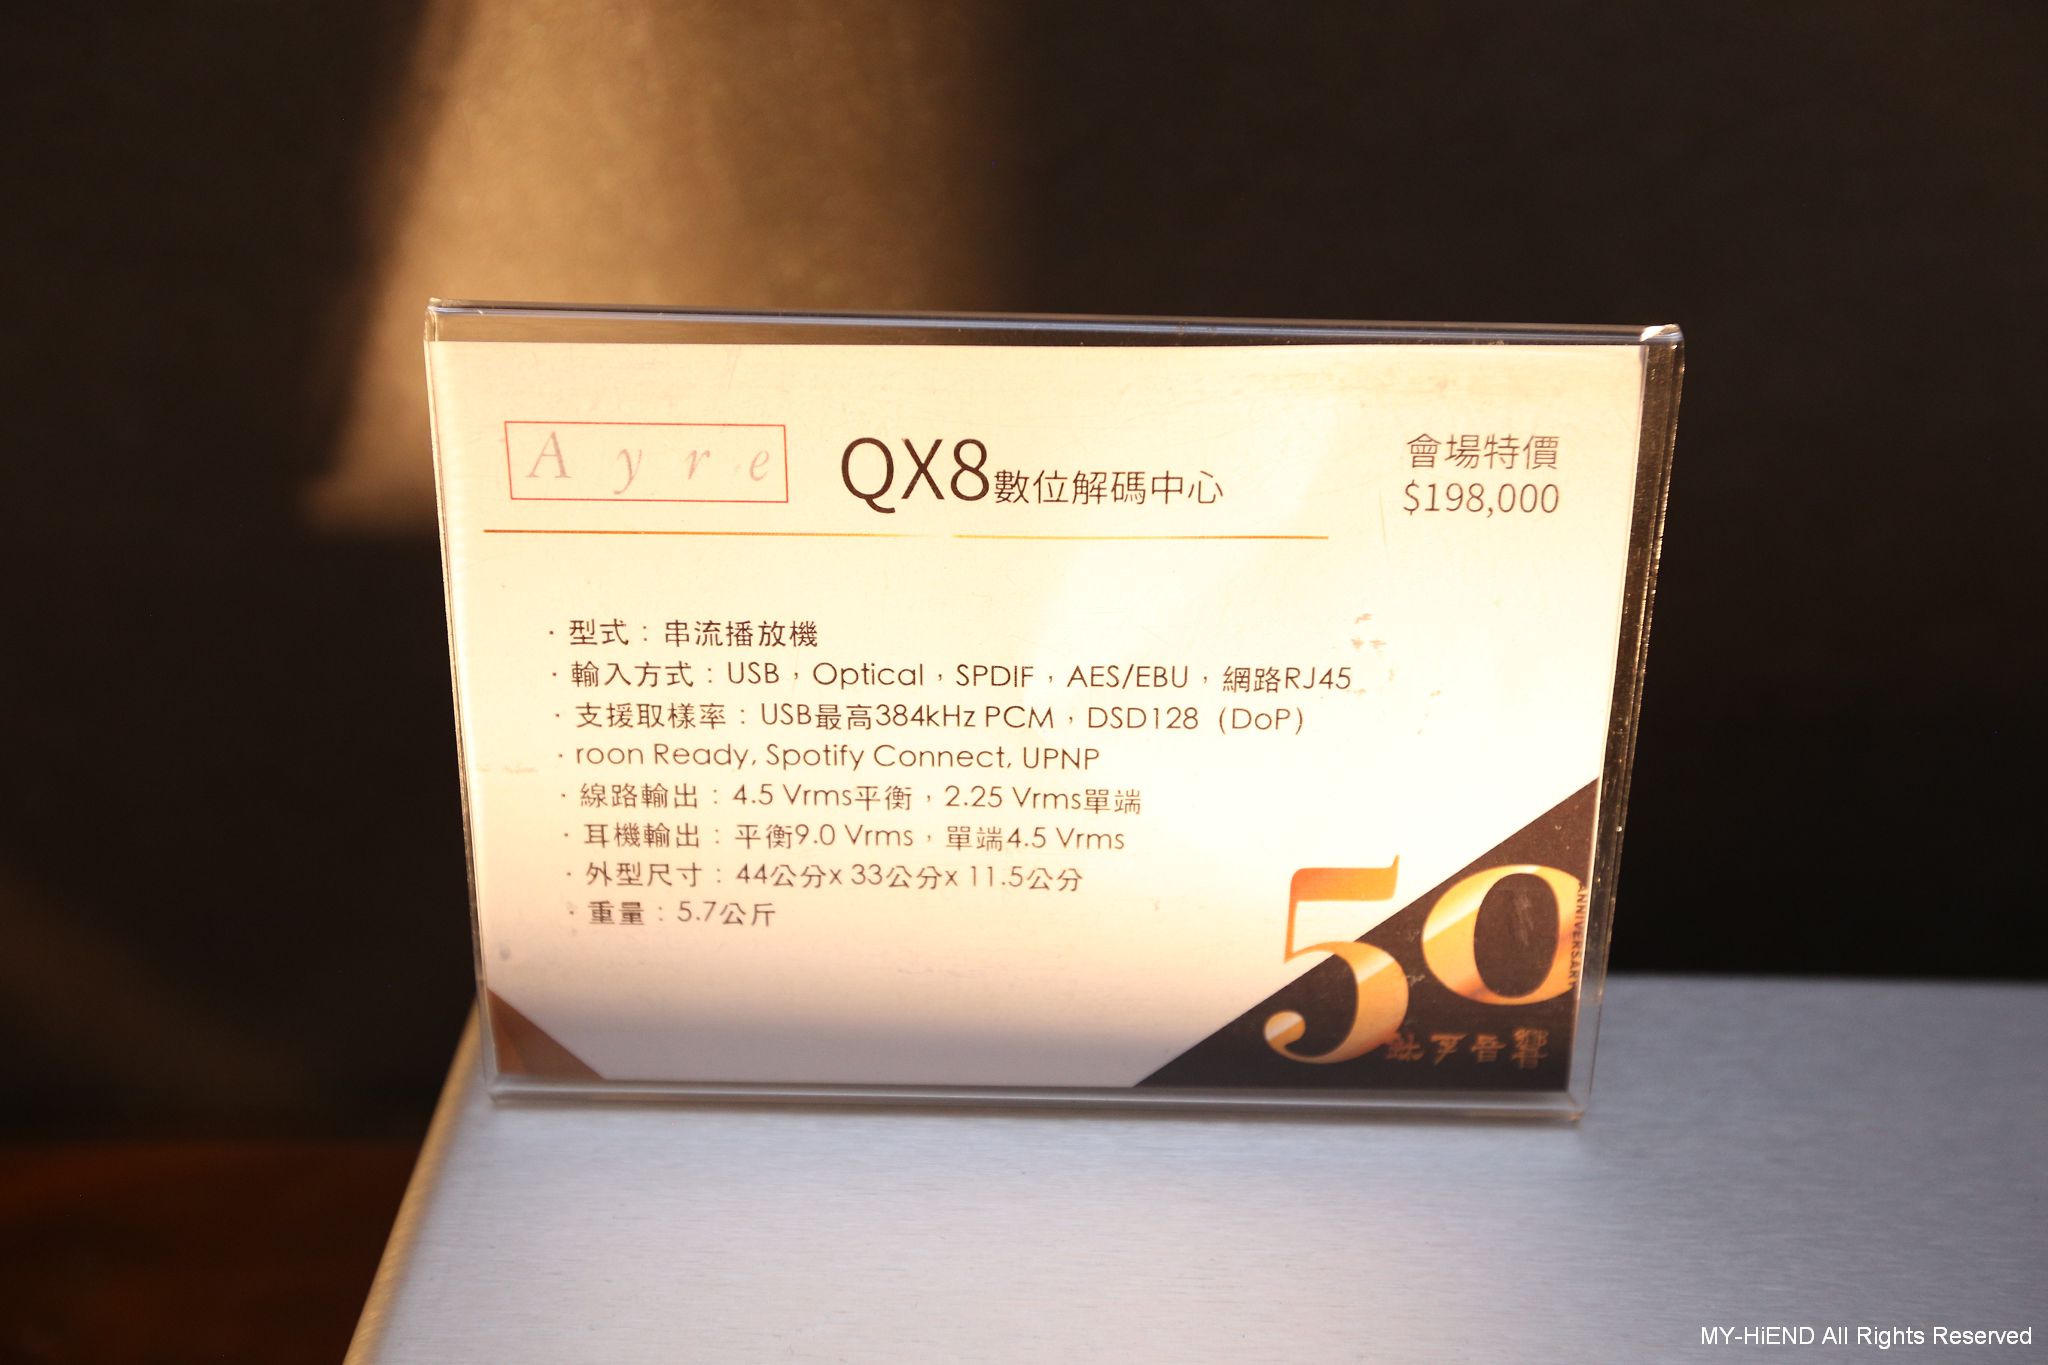 Ayre
QX8數位解碼中心
會場特價
$198,000
· 型式：串流播放機
· 輸入方式：USB，Optical，SPDIF，AES/EBU，網路RJ45
· 支援取樣率：USB最高384kHz PCM，DSD128（DoP）
· roon Ready, Spotify Connect, UPNP
· 線路輸出：4.5 Vrms平衡，2.25 Vrms單端
· 耳機輸出：平衡9.0 Vrms，單端4.5 Vrms
· 外型尺寸：44公分x 33公分x 11.5公分
· 重量：5.7公斤
50
ANNIVERSARY
音響
MY-HiEND All Rights Reserved